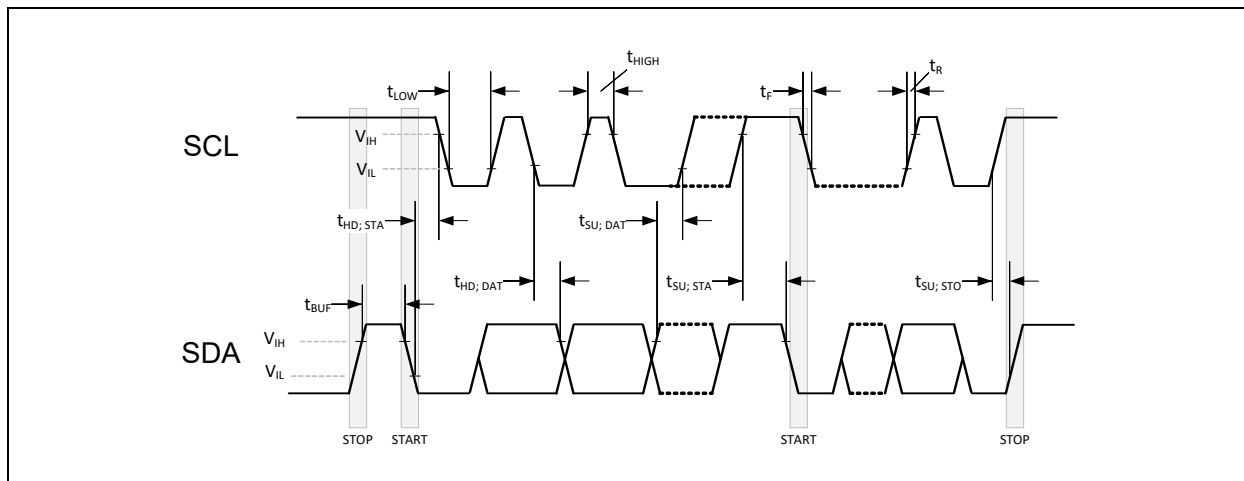 tHIGH
tR
tLOW
tF
SCL
VIH
VIL
tHD; STA
tSU; DAT
tHD; DAT
tSU; STA
tSU; STO
tBUF
VIH
SDA
VIL
STOP
START
START
STOP